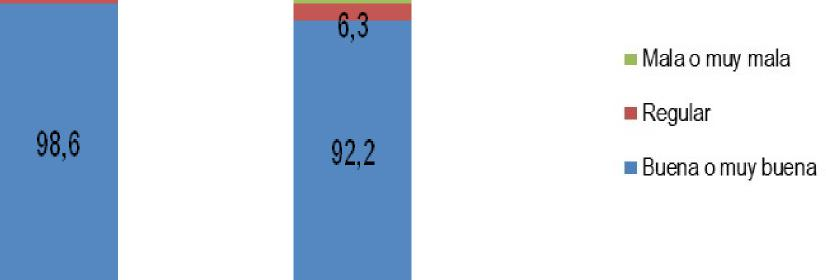 6,3
98,6
92,2
Mala o muy mala
Regular
Buena o muy buena